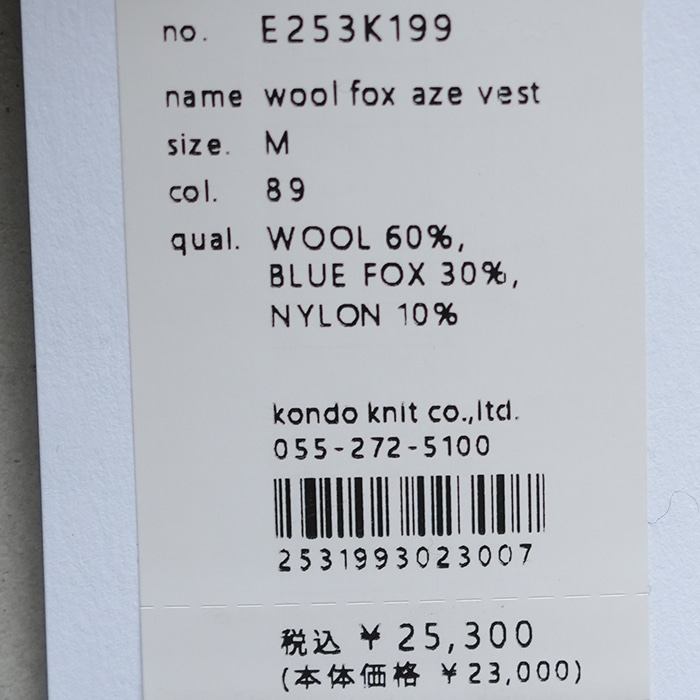 no. E253K199
name wool fox aze vest
size. M
col. 89
qual. WOOL 60%,
BLUE FOX 30%,
NYLON 10%
kondo knit co.,ltd.
055-272-5100
2531993023007
税込 ¥ 25,300
(本体価格 ¥23,000)